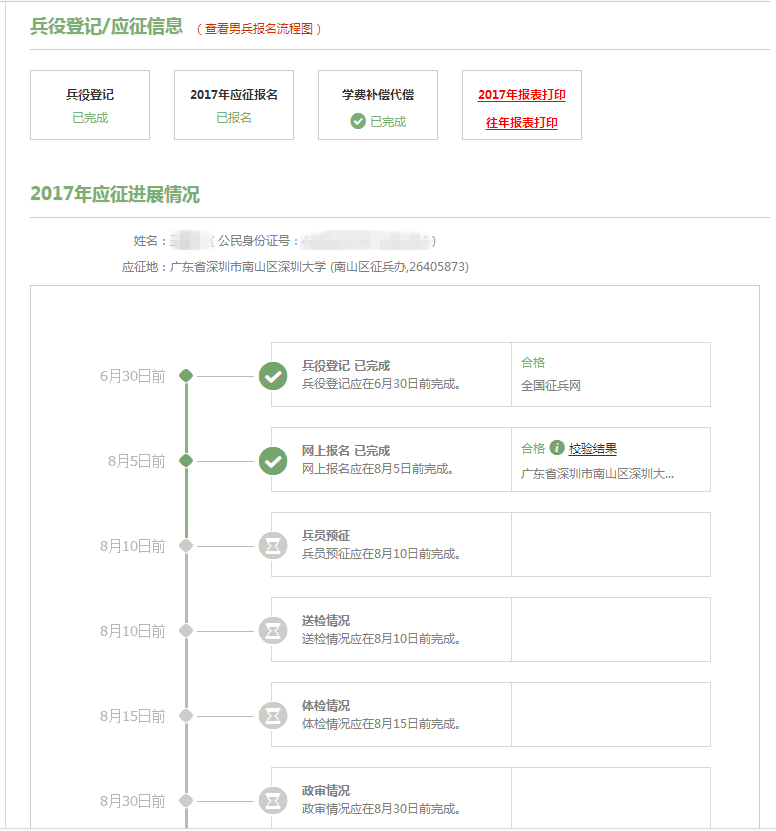 兵役登记/应征信息 （查看男兵报名流程图）
兵役登记 2017年应征报名 学费补偿代偿 2017年报表打印
已完成 已报名 已完成 往年报表打印
2017年应征进展情况
姓名： （公民身份证号： ）
应征地：广东省深圳市南山区深圳大学 (南山区征兵办,26405873)
6月30日前
兵役登记 已完成
兵役登记应在6月30日前完成。
合格
全国征兵网
8月5日前
网上报名 已完成
网上报名应在8月5日前完成。
合格 校验结果
广东省深圳市南山区深圳大...
8月10日前
兵员预征
兵员预征应在8月10日前完成。
8月10日前
送检情况
送检情况应在8月10日前完成。
8月15日前
体检情况
体检情况应在8月15日前完成。
8月30日前
政审情况
政审情况应在8月30日前完成。